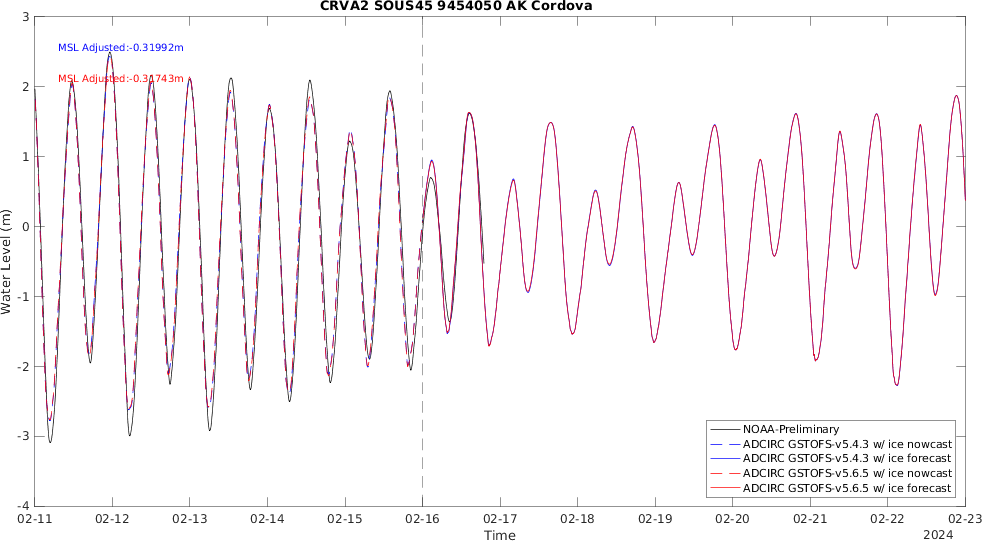 CRVA2 SOUS45 9454050 AK Cordova
3
2
1
0
-1
-2
-3
-4
Water Level (m)
MSL Adjusted:-0.31992m
MSL Adjusted:-0.31743m
NOAA-Preliminary
ADCIRC GSTOFS-v5.4.3 w/ ice nowcast
ADCIRC GSTOFS-v5.4.3 w/ ice forecast
ADCIRC GSTOFS-v5.6.5 w/ ice nowcast
ADCIRC GSTOFS-v5.6.5 w/ ice forecast
02-11 02-12 02-13 02-14 02-15 02-16 02-17 02-18 02-19 02-20 02-21 02-22 02-23
Time
2024